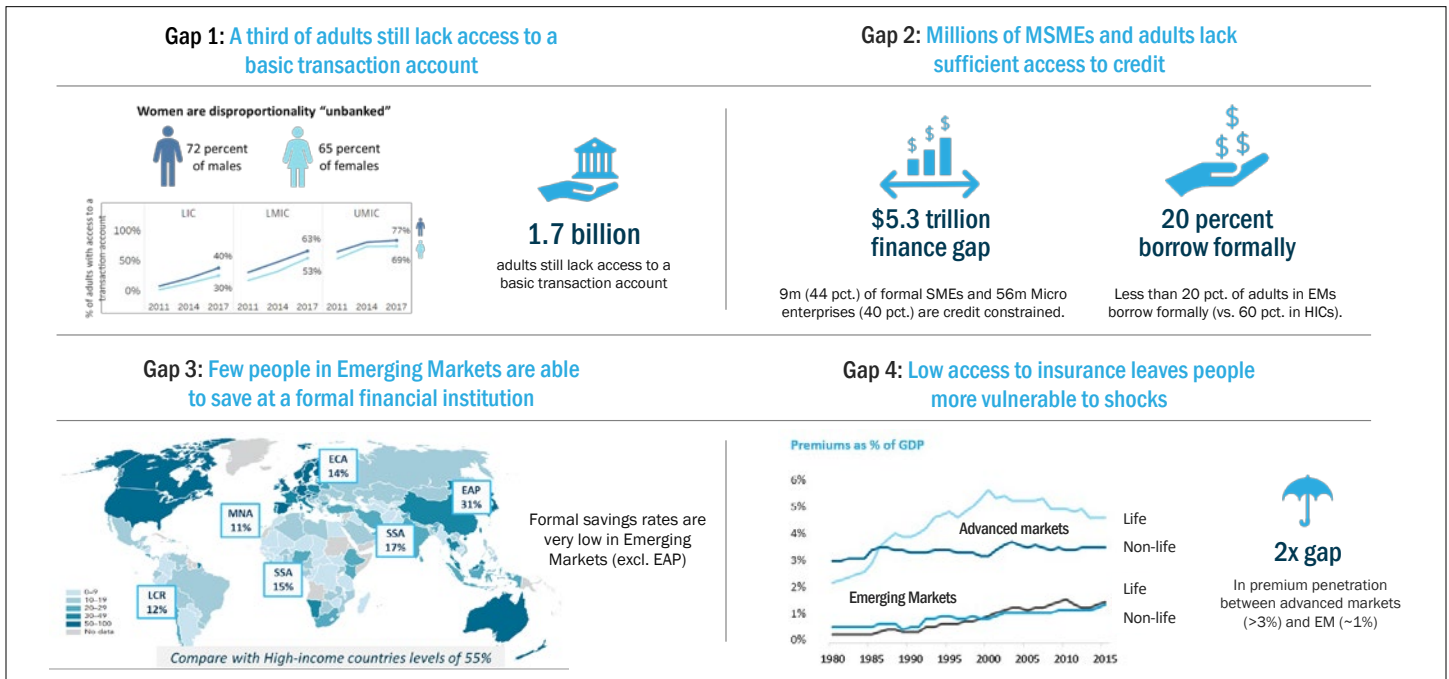 Gap 1: A third of adults still lack access to a
basic transaction account
Women are disproportionality "unbanked"
72 percent
of males
65 percent
of females
% of adults with access to a
transaction account
LIC
LMIC
UMIC
100%
50%
0%
40%
30%
63%
53%
77%
69%
2011 2014 2017
2011 2014 2017
2011 2014 2017
1.7 billion
adults still lack access to a
basic transaction account
Gap 2: Millions of MSMEs and adults lack
sufficient access to credit
$ $ $
$5.3 trillion
finance gap
9m (44 pct.) of formal SMEs and 56m Micro
enterprises (40 pct.) are credit constrained.
$
$ $
$
20 percent
borrow formally
Less than 20 pct. of adults in EMs
borrow formally (vs. 60 pct. in HICs).
Gap 3: Few people in Emerging Markets are able
to save at a formal financial institution
ECA
14%
EAP
31%
MNA
11%
SSA
17%
SSA
15%
LCR
12%
0-9
10-19
20-29
30-49
50-100
No data
Compare with High-income countries levels of 55%
Formal savings rates are
very low in Emerging
Markets (excl. EAP)
Gap 4: Low access to insurance leaves people
more vulnerable to shocks
Premiums as % of GDP
6%
5%
4%
3%
2%
1%
0%
Advanced markets
Emerging Markets
Life
Non-life
Life
Non-life
1980 1985 1990 1995 2000 2005 2010 2015
2x gap
In premium penetration
between advanced markets
(>3%) and EM (~1%)